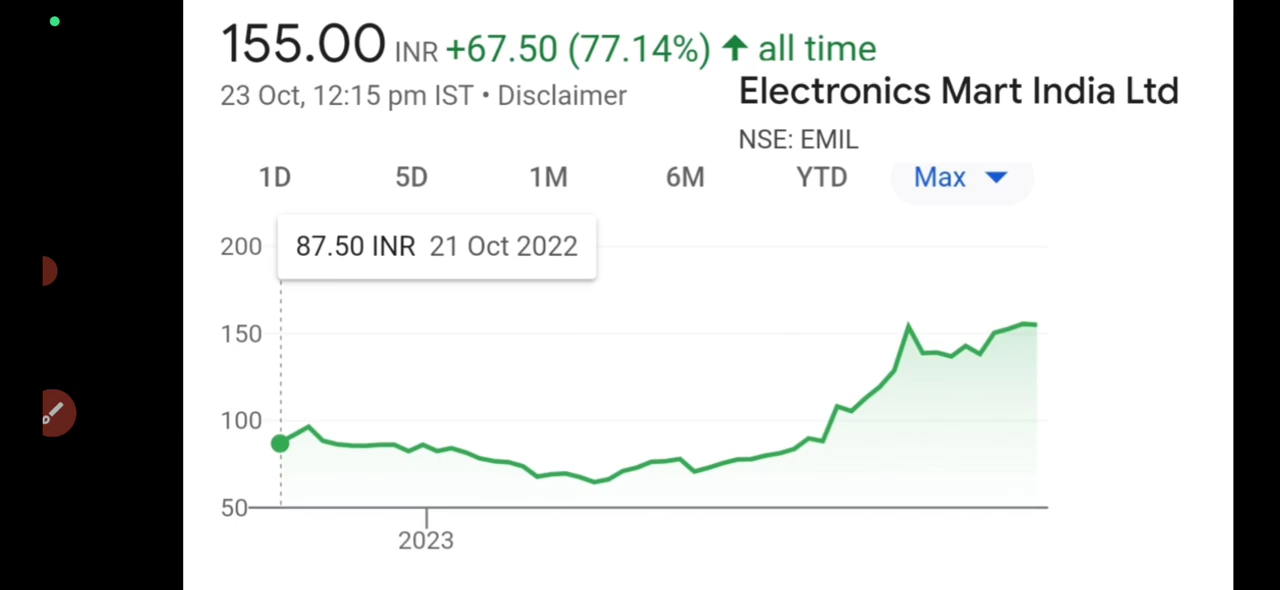 155.00 INR +67.50 (77.14%) ↑ all time
23 Oct, 12:15 pm IST • Disclaimer
Electronics Mart India Ltd
NSE: EMIL
1D 5D 1M 6M YTD Max
87.50 INR 21 Oct 2022
200
150
100
50
2023